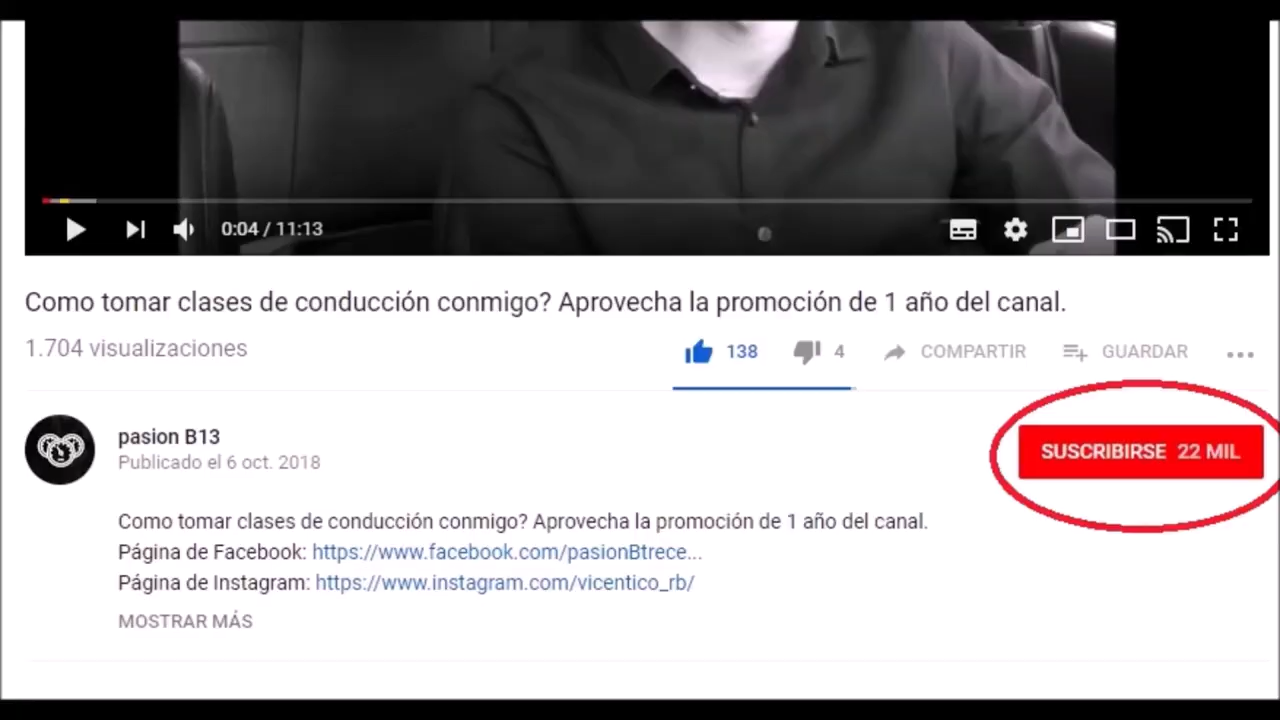 0:04 / 11:13
Como tomar clases de conducción conmigo? Aprovecha la promoción de 1 año del canal.
1.704 visualizaciones
138
4
COMPARTIR
GUARDAR
pasion B13
Publicado el 6 oct. 2018
SUSCRIBIRSE 22 MIL
Como tomar clases de conducción conmigo? Aprovecha la promoción de 1 año del canal.
Página de Facebook: https://www.facebook.com/pasionBtrece...
Página de Instagram: https://www.instagram.com/vicentico_rb/
MOSTRAR MÁS